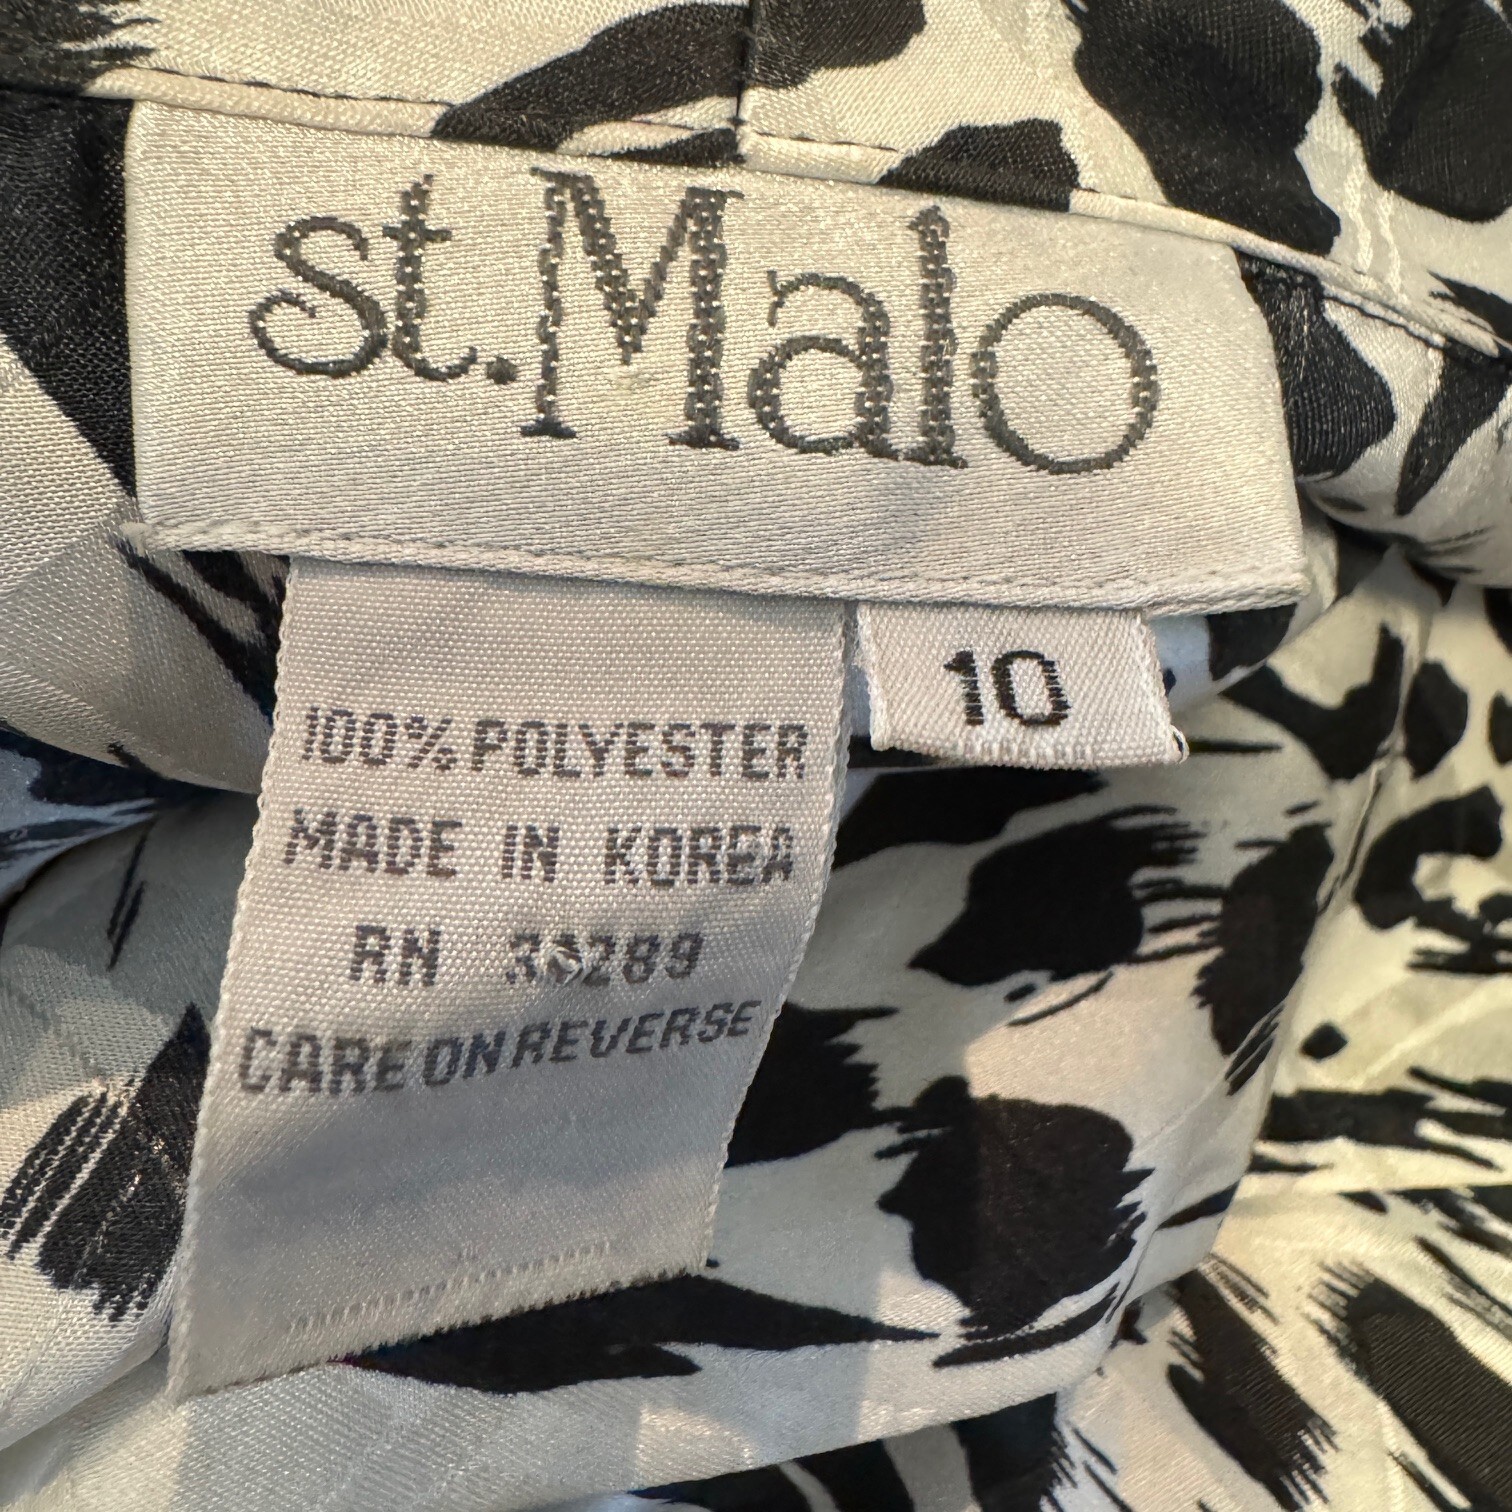 st.Malo
10
100% POLYESTER
MADE IN KOREA
RN
CARE ON REVERSE